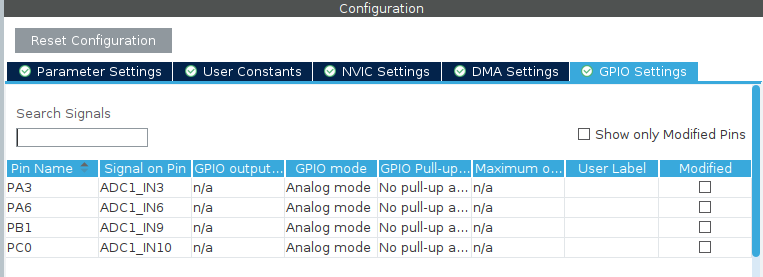 Configuration
Reset Configuration
Parameter Settings User Constants NVIC Settings DMA Settings GPIO Settings
Search Signals
Show only Modified Pins
Pin Name Signal on Pin GPIO output... GPIO mode GPIO Pull-up... Maximum o... User Label Modified
PA3 ADC1_IN3 n/a Analog mode No pull-up a... n/a
PA6 ADC1_IN6 n/a Analog mode No pull-up a... n/a
PB1 ADC1_IN9 n/a Analog mode No pull-up a... n/a
PC0 ADC1_IN10 n/a Analog mode No pull-up a... n/a